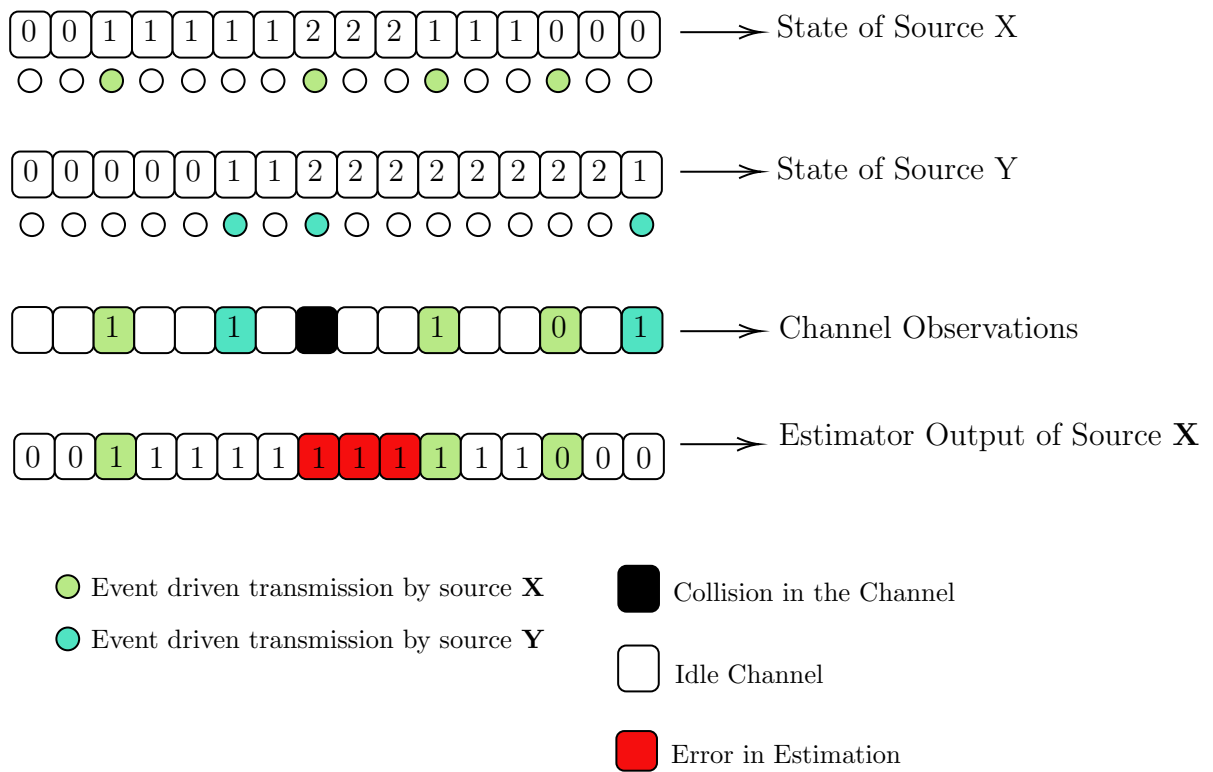 0 0 1 1 1 1 1 2 2 2 1 1 1 0 0 0 State of Source X
0 0 0 0 0 1 1 2 2 2 2 2 2 2 2 1 State of Source Y
1 1 1 0 1 Channel Observations
0 0 1 1 1 1 1 1 1 1 1 1 1 0 0 0 Estimator Output of Source X
Event driven transmission by source X
Event driven transmission by source Y
Collision in the Channel
Idle Channel
Error in Estimation